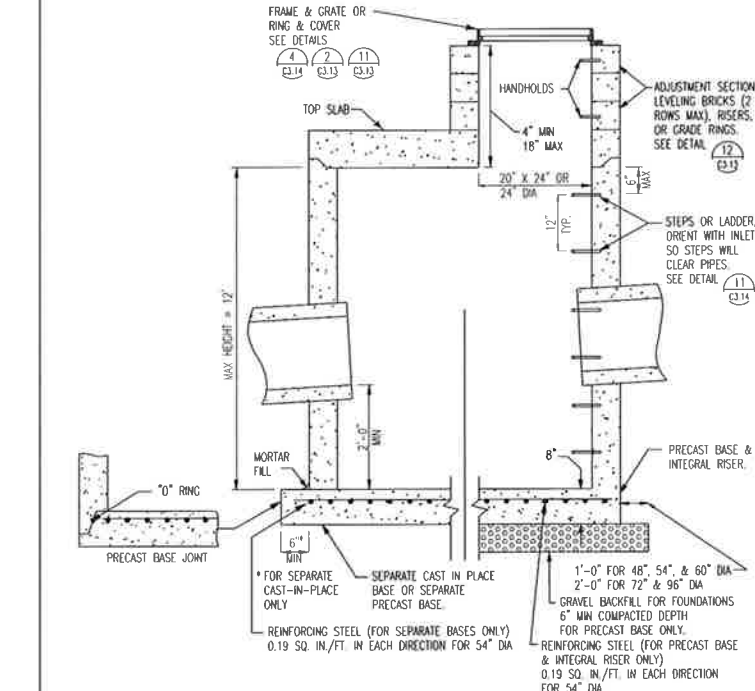 FRAME & GRATE OR
RING & COVER
SEE DETAILS
4
C3.14
2
C3.13
11
C3.13
HANDHOLDS
TOP SLAB
4" MIN
18" MAX
ADJUSTMENT SECTION
LEVELING BRICKS (2
ROWS MAX), RISERS,
OR GRADE RINGS.
SEE DETAIL
12
C3.13
20" X 24" OR
24" DIA
6"
MAX
12"
TYP.
STEPS OR LADDER,
ORIENT WITH INLET
SO STEPS WILL
CLEAR PIPES.
SEE DETAIL
11
C3.14
MAX HEIGHT = 12'
2'-0"
MIN
MORTAR
FILL
8"
PRECAST BASE &
INTEGRAL RISER.
"O" RING
PRECAST BASE JOINT
6"*
MIN
* FOR SEPARATE
CAST-IN-PLACE
ONLY
SEPARATE CAST IN PLACE
BASE OR SEPARATE
PRECAST BASE.
1'-0" FOR 48", 54", & 60" DIA
2'-0" FOR 72" & 96" DIA
GRAVEL BACKFILL FOR FOUNDATIONS
6" MIN COMPACTED DEPTH
FOR PRECAST BASE ONLY.
REINFORCING STEEL (FOR SEPARATE BASES ONLY)
0.19 SQ. IN./FT. IN EACH DIRECTION FOR 54" DIA
REINFORCING STEEL (FOR PRECAST BASE
& INTEGRAL RISER ONLY)
0.19 SQ. IN./FT. IN EACH DIRECTION
FOR 54" DIA